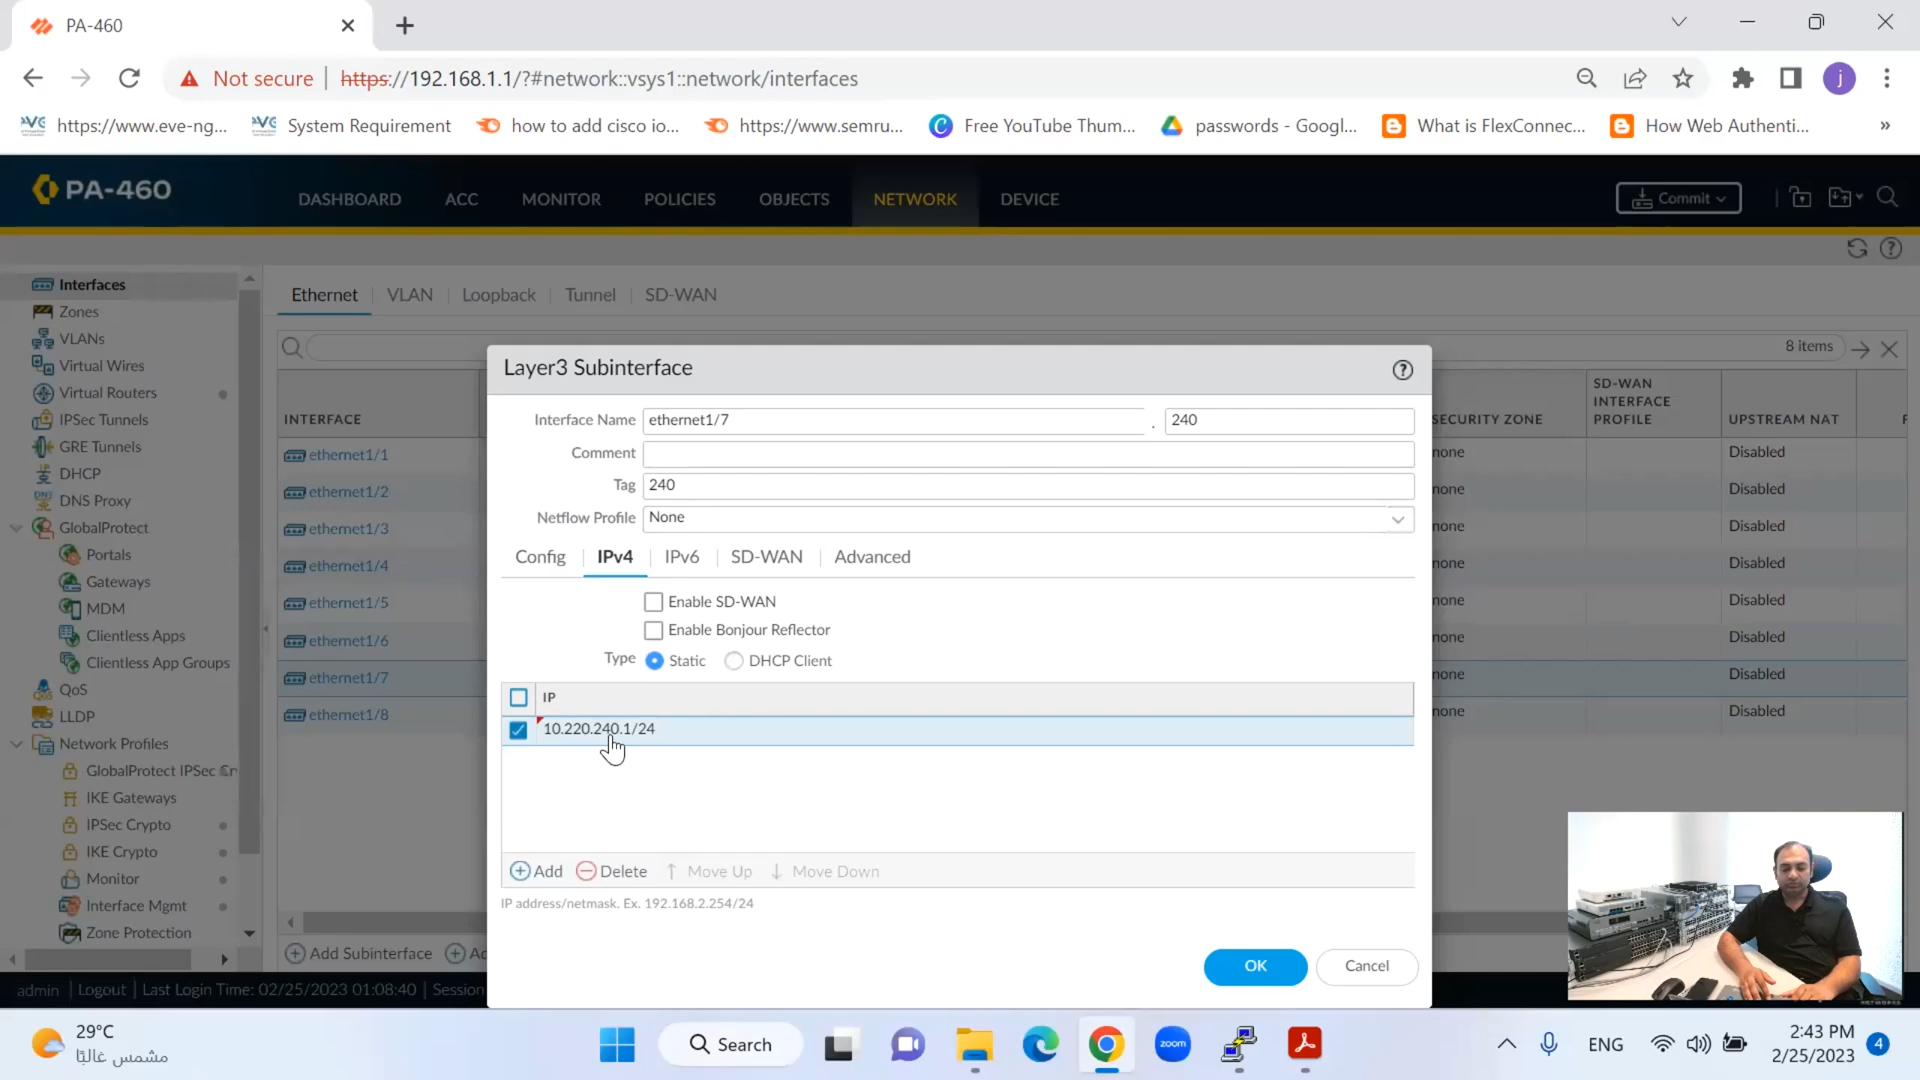 PA-460
Not secure | https://192.168.1.1/?#network::vsys1::network/interfaces
https://www.eve-ng... System Requirement how to add cisco io... https://www.semru... Free YouTube Thum... passwords - Googl... What is FlexConnec... How Web Authenti... »
PA-460 DASHBOARD ACC MONITOR POLICIES OBJECTS NETWORK DEVICE Commit
Interfaces
Zones
VLANs
Virtual Wires
Virtual Routers
IPSec Tunnels
GRE Tunnels
DHCP
DNS Proxy
GlobalProtect
Portals
Gateways
MDM
Clientless Apps
Clientless App Groups
QoS
LLDP
Network Profiles
GlobalProtect IPSec Cr
IKE Gateways
IPSec Crypto
IKE Crypto
Monitor
Interface Mgmt
Zone Protection
Ethernet | VLAN | Loopback | Tunnel | SD-WAN
8 items
INTERFACE
ethernet1/1
ethernet1/2
ethernet1/3
ethernet1/4
ethernet1/5
ethernet1/6
ethernet1/7
ethernet1/8
Add Subinterface
Layer3 Subinterface
Interface Name ethernet1/7 . 240
Comment
Tag 240
Netflow Profile None
Config | IPv4 | IPv6 | SD-WAN | Advanced
Enable SD-WAN
Enable Bonjour Reflector
Type Static DHCP Client
IP
10.220.240.1/24
Add Delete Move Up Move Down
IP address/netmask. Ex. 192.168.2.254/24
OK Cancel
SECURITY ZONE SD-WAN INTERFACE PROFILE UPSTREAM NAT
none Disabled
none Disabled
none Disabled
none Disabled
none Disabled
none Disabled
none Disabled
none Disabled
admin | Logout | Last Login Time: 02/25/2023 01:08:40 | Session
29°C
مشمس غالبًا
Search
zoom
ENG
2:43 PM
2/25/2023
4